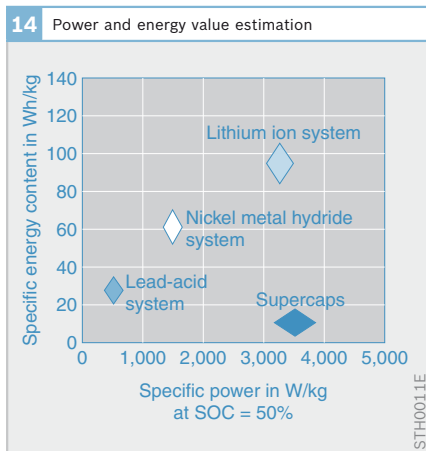 14 Power and energy value estimation
Specific energy content in Wh/kg
140
120
100
80
60
40
20
0
Lithium ion system
Nickel metal hydride
system
Lead-acid
system
Supercaps
0 1,000 2,000 3,000 4,000 5,000
Specific power in W/kg
at SOC = 50%
STH0011E